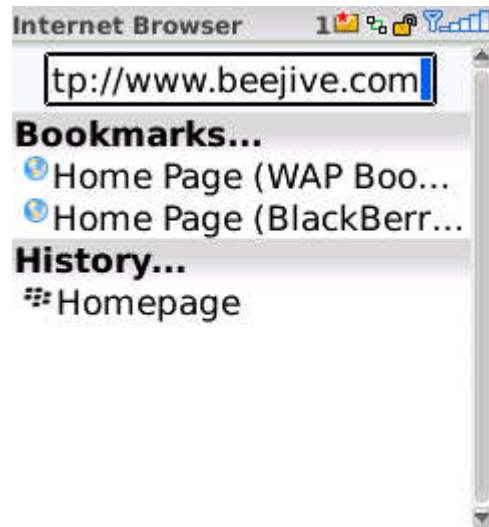 Internet Browser 1
tp://www.beejive.com
Bookmarks...
Home Page (WAP Boo...
Home Page (BlackBerr...
History...
Homepage